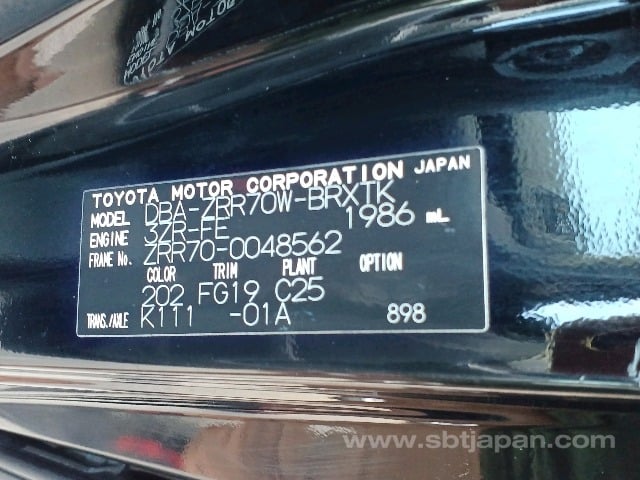 TOYOTA MOTOR CORPORATION JAPAN
MODEL DBA-ZRR70W-BRXTK
ENGINE 3ZR-FE 1986 mL
FRAME No. ZRR70-0048562
COLOR TRIM PLANT OPTION
202 FG19 C25
TRANS./AXLE K111 -01A 898
www.sbtjapan.com